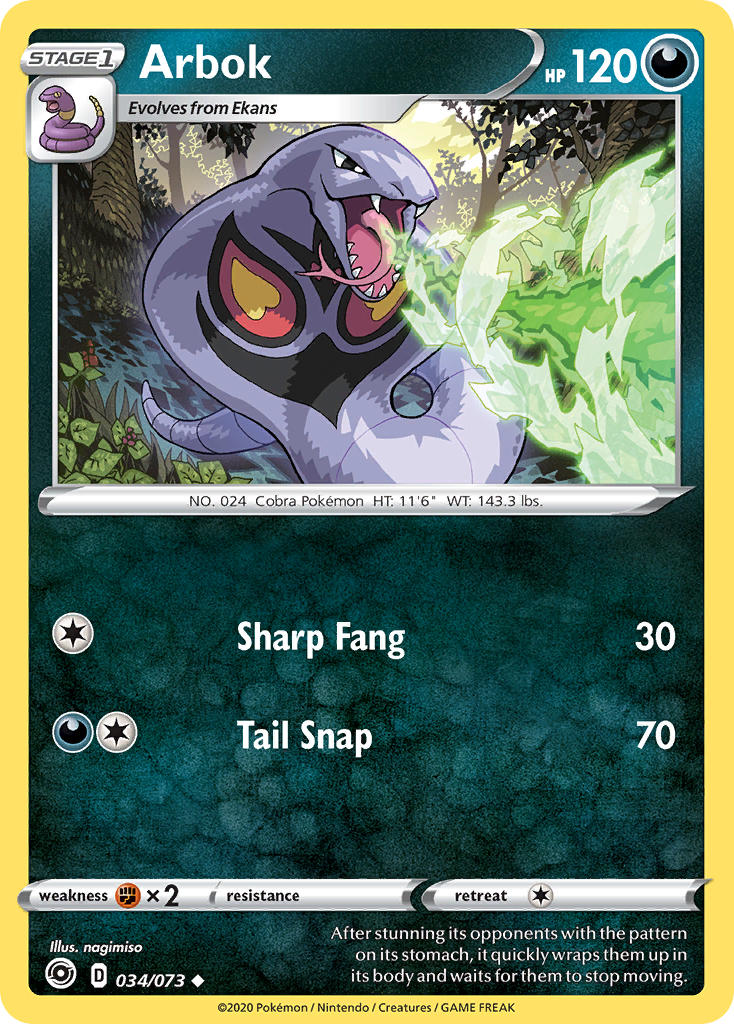 STAGE1
Arbok
HP 120
Evolves from Ekans
NO. 024 Cobra Pokémon HT: 11'6" WT: 143.3 lbs.
Sharp Fang 30
Tail Snap 70
weakness ×2 resistance retreat
Illus. nagimiso
After stunning its opponents with the pattern
on its stomach, it quickly wraps them up in
its body and waits for them to stop moving.
D 034/073
©2020 Pokémon / Nintendo / Creatures / GAME FREAK